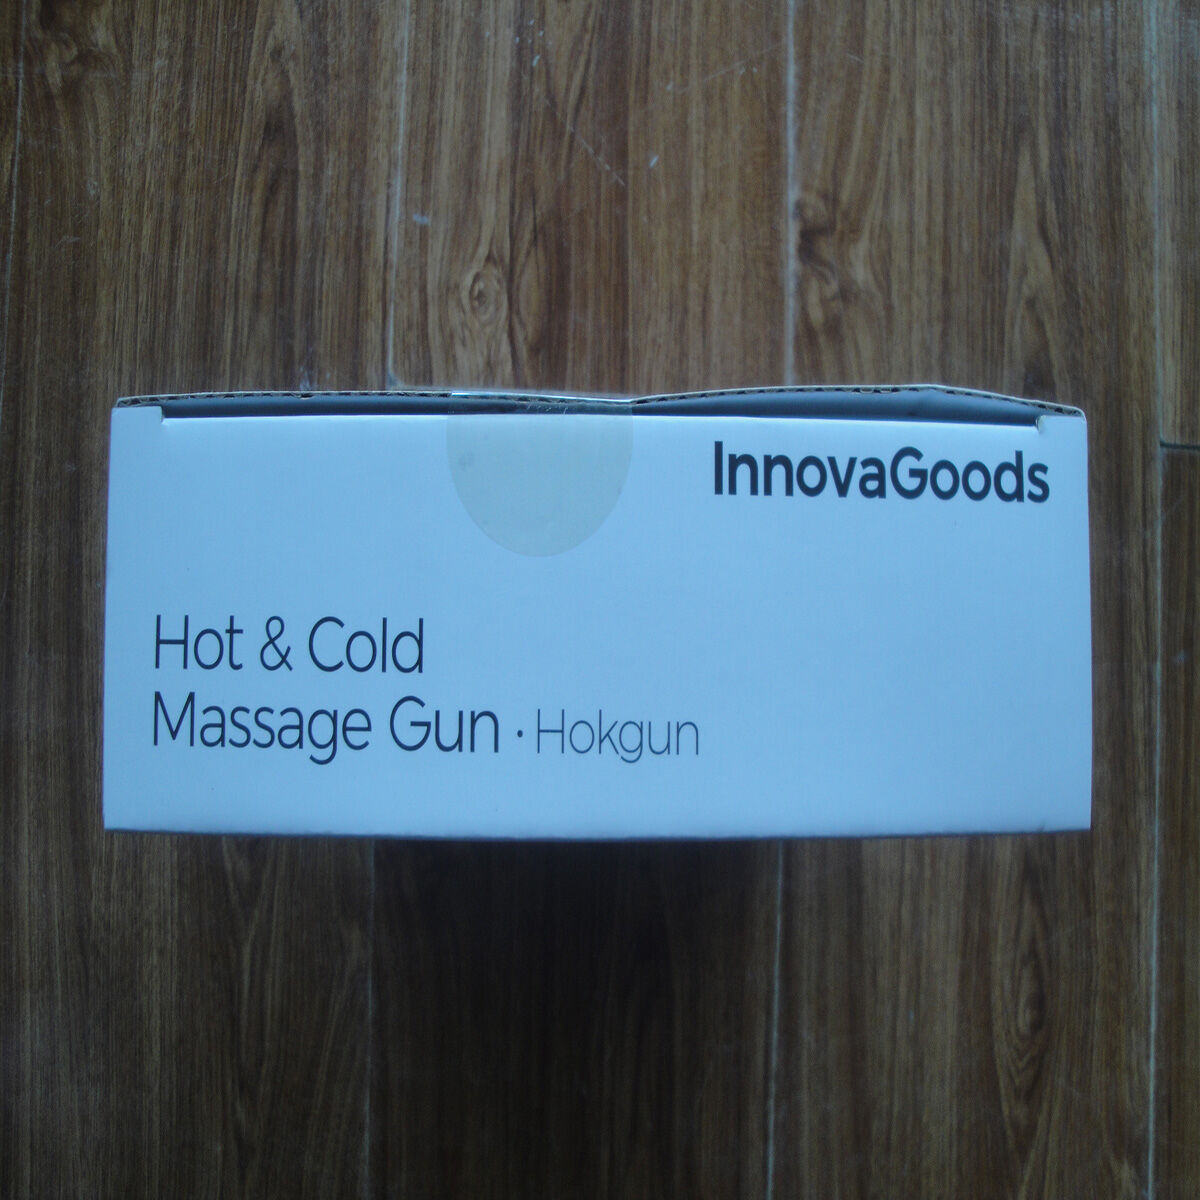 InnovaGoods
Hot & Cold
Massage Gun · Hokgun